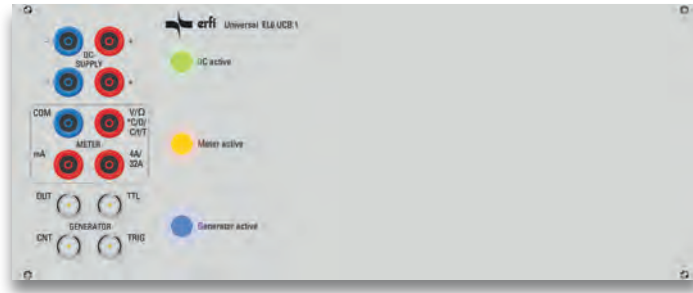 erfi Universal EL6.UCB.1
- +
DC-
SUPPLY
- +
DC active
COM V/Ω
°C/D/
C/f/T
METER
mA 4A/
32A
Meter active
OUT TTL
GENERATOR
CNT TRIG
Generator active